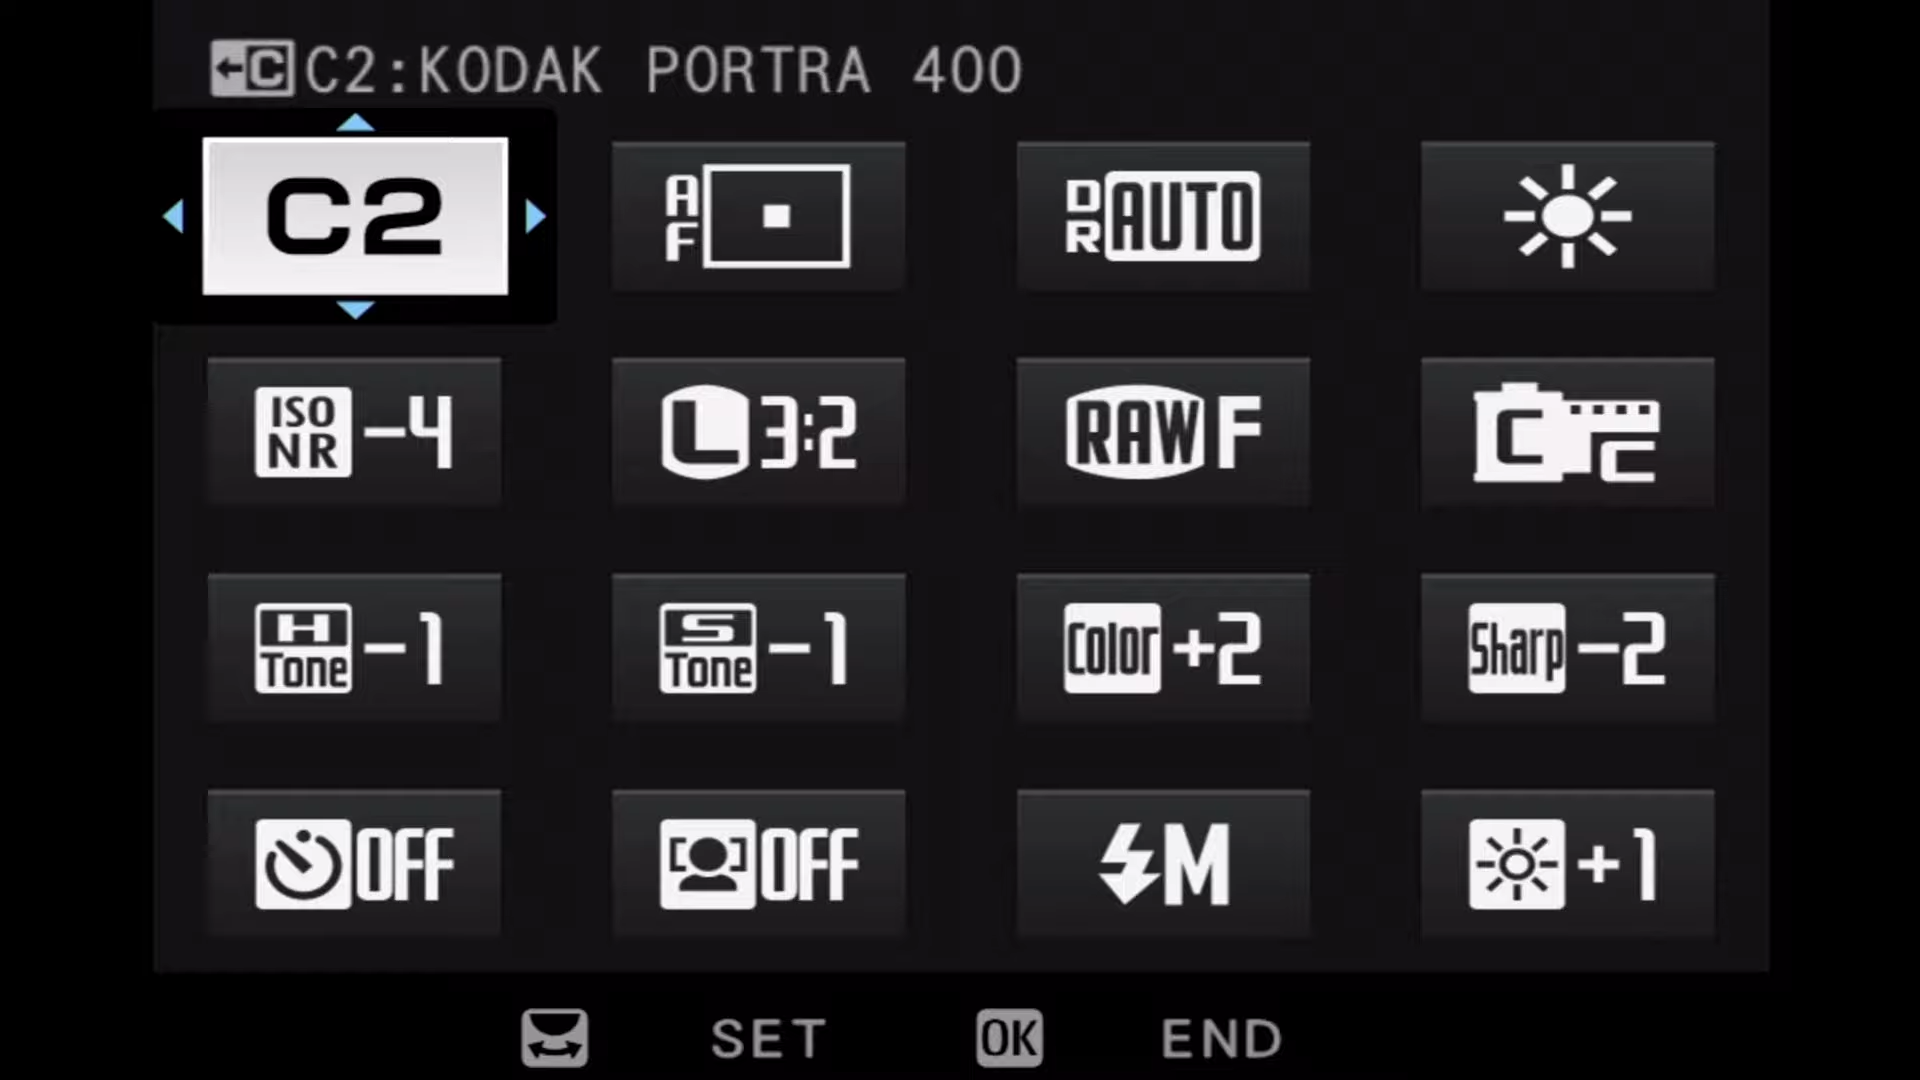 C C2:KODAK PORTRA 400
C2 AF DR AUTO
ISO NR -4 L 3:2 RAW F C C
H Tone -1 S Tone -1 Color +2 Sharp -2
OFF OFF M +1
SET OK END